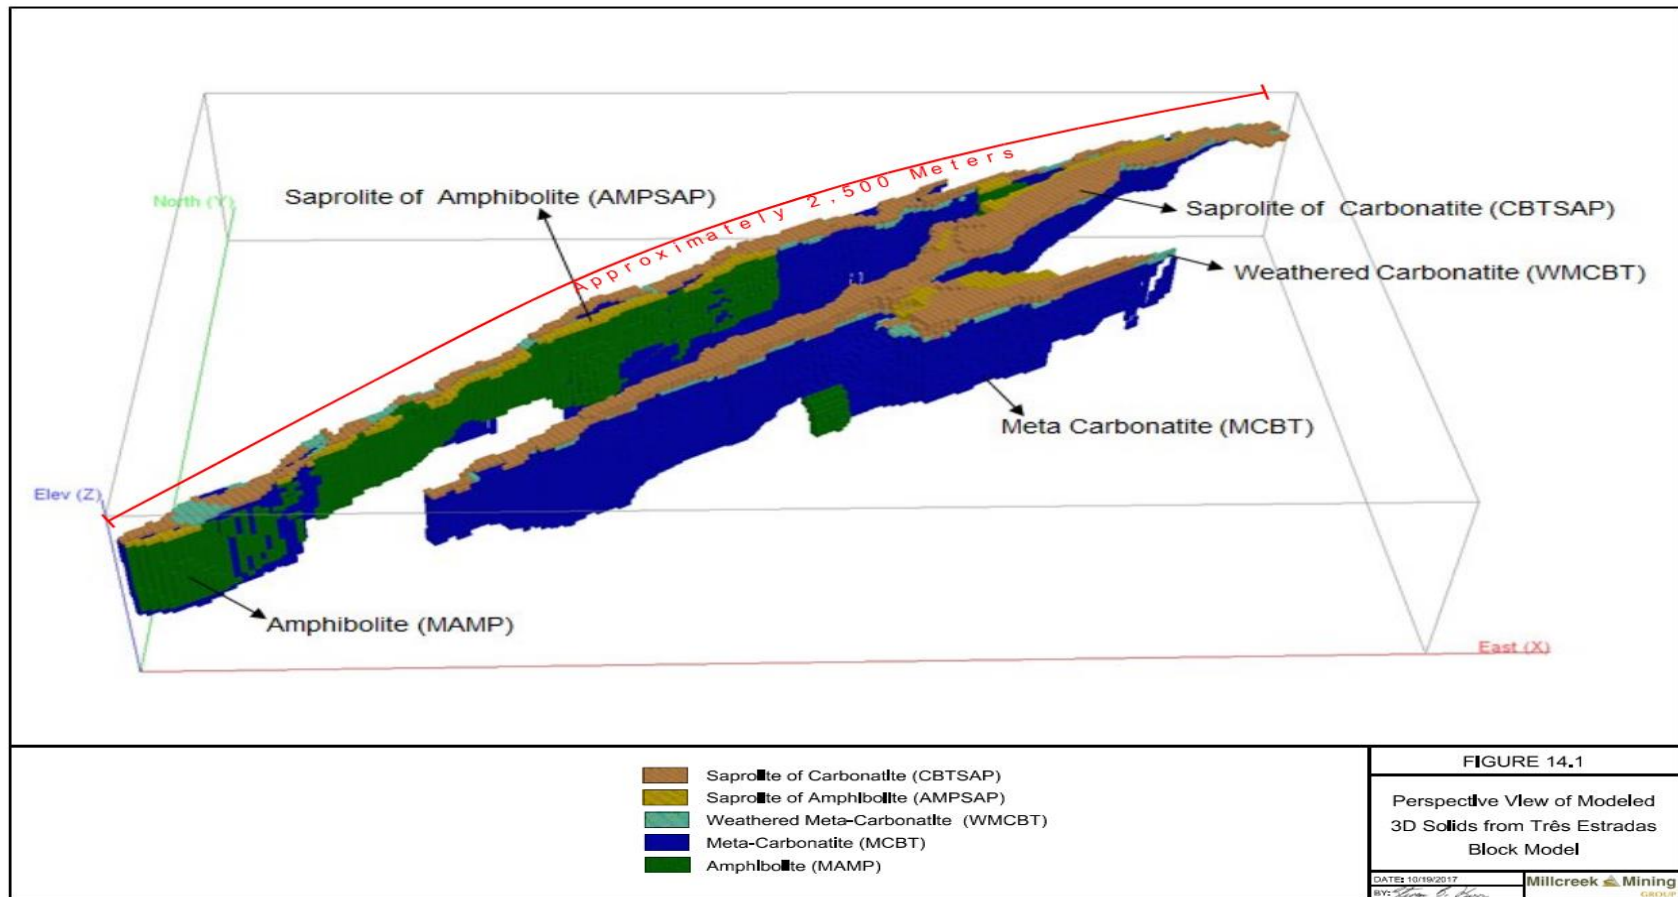 Approximately 2,500 Meters
Saprolite of Amphibolite (AMPSAP)
North (Y)
Saprolite of Carbonatite (CBTSAP)
Weathered Carbonatite (WMCBT)
Meta Carbonatite (MCBT)
Elev (Z)
Amphibolite (MAMP)
East (X)
Saprolite of Carbonatite (CBTSAP)
Saprolite of Amphibolite (AMPSAP)
Weathered Meta-Carbonatite (WMCBT)
Meta-Carbonatite (MCBT)
Amphibolite (MAMP)
FIGURE 14.1
Perspective View of Modeled
3D Solids from Três Estradas
Block Model
DATE: 10/19/2017
BY:
Millcreek Mining
GROUP